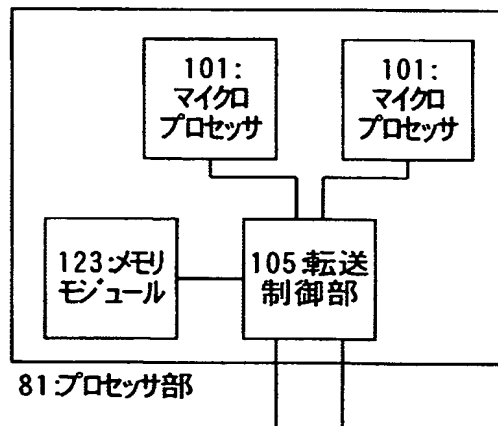 101:
マイクロ
プロセッサ
101:
マイクロ
プロセッサ
123:メモリ
モジュール
105:転送
制御部
81:プロセッサ部